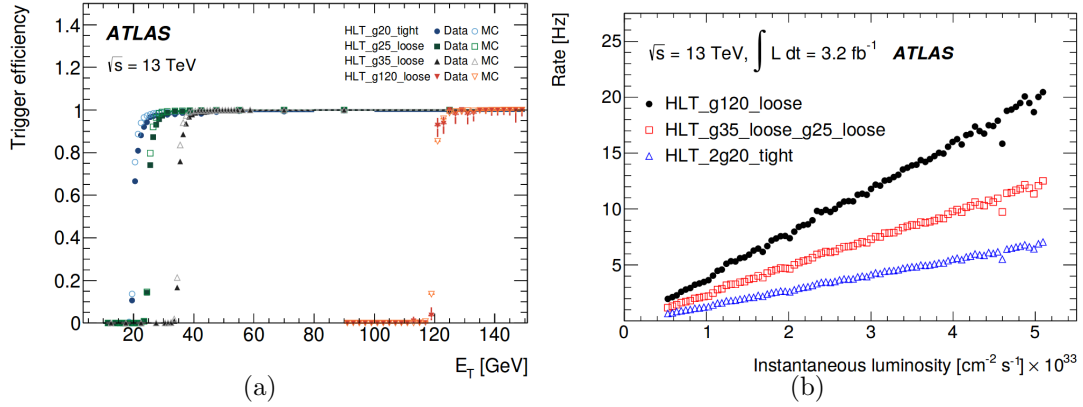 Trigger efficiency
1.4
1.2
1
0.8
0.6
0.4
0.2
0
ATLAS
√s = 13 TeV
HLT_g20_tight Data MC
HLT_g25_loose Data MC
HLT_g35_loose Data MC
HLT_g120_loose Data MC
20 40 60 80 100 120 140
E_T [GeV]
(a)
Rate [Hz]
25
20
15
10
5
√s = 13 TeV, ∫ L dt = 3.2 fb⁻¹ ATLAS
HLT_g120_loose
HLT_g35_loose_g25_loose
HLT_2g20_tight
0 1 2 3 4 5
Instantaneous luminosity [cm⁻² s⁻¹] × 10³³
(b)